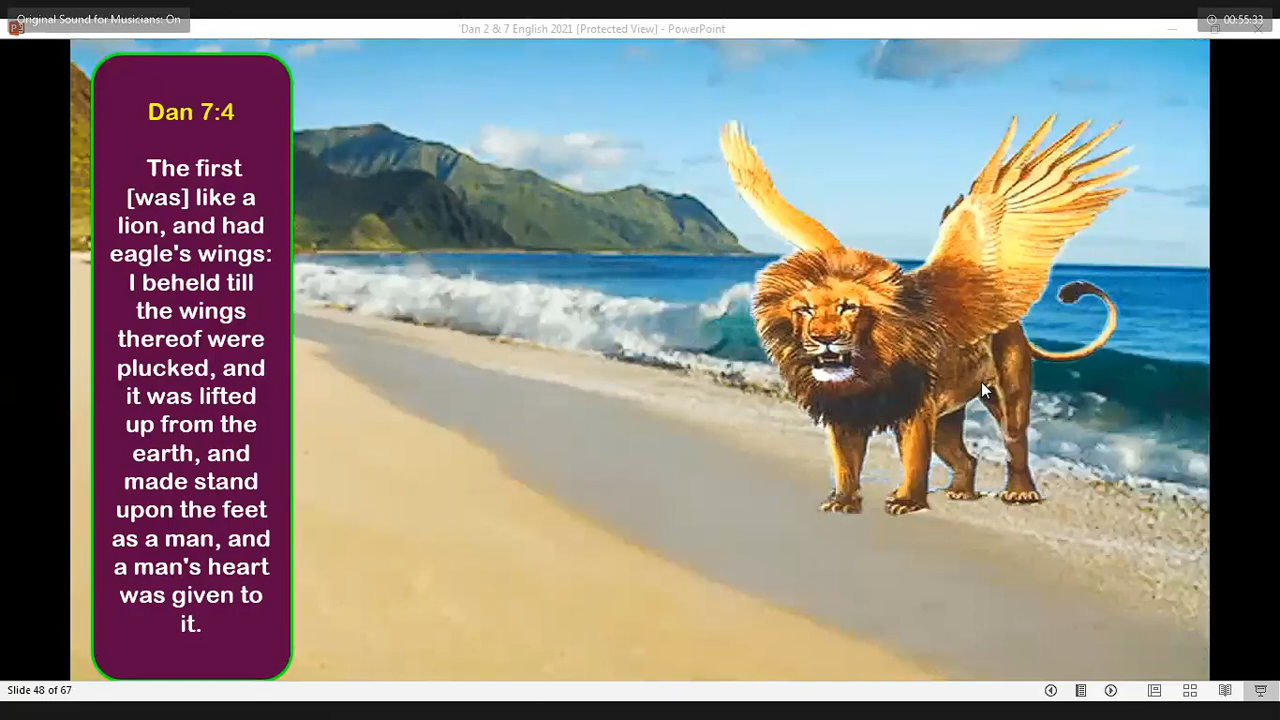 Original Sound for Musicians: On
00:55:33
'Dan 2 & 7 English 2021 [Protected View] - PowerPoint
Dan 7:4
The first
[was] like a
lion, and had
eagle's wings:
I beheld till
the wings
thereof were
plucked, and
it was lifted
up from the
earth, and
made stand
upon the feet
as a man, and
a man's heart
was given to
it.
Slide 48 of 67